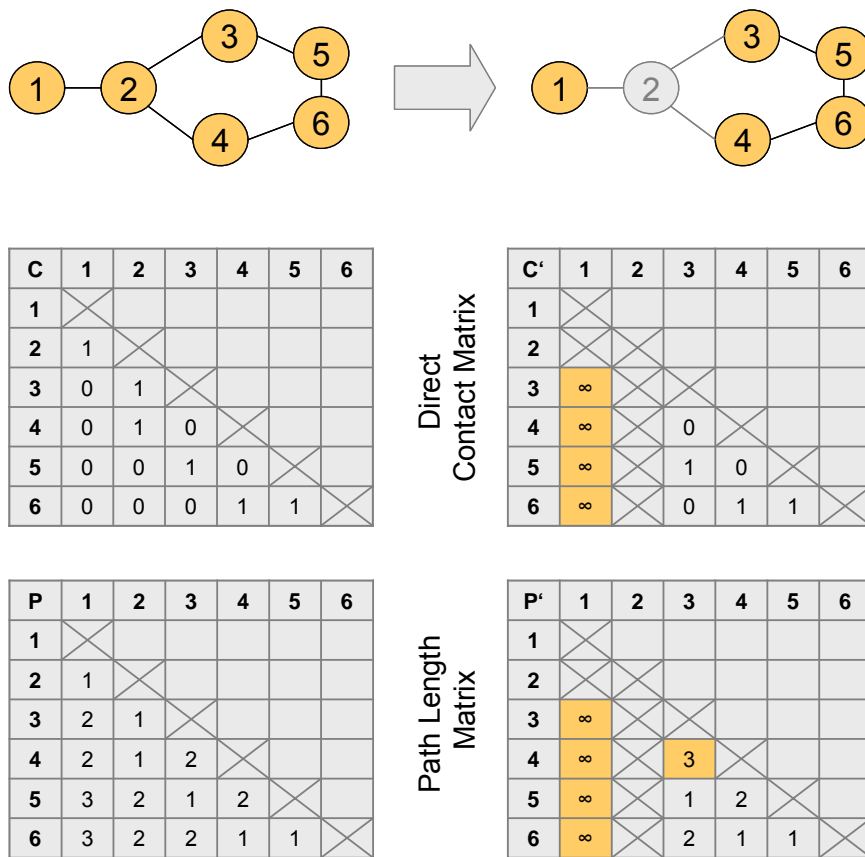 3
5
1
2
4
6
3
5
1
2
4
6
C 1 2 3 4 5 6
1
2 1
3 0 1
4 0 1 0
5 0 0 1 0
6 0 0 0 1 1
Direct
Contact Matrix
C‘ 1 2 3 4 5 6
1
2
3 ∞
4 ∞ 0
5 ∞ 1 0
6 ∞ 0 1 1
P 1 2 3 4 5 6
1
2 1
3 2 1
4 2 1 2
5 3 2 1 2
6 3 2 2 1 1
Path Length
Matrix
P‘ 1 2 3 4 5 6
1
2
3 ∞
4 ∞ 3
5 ∞ 1 2
6 ∞ 2 1 1